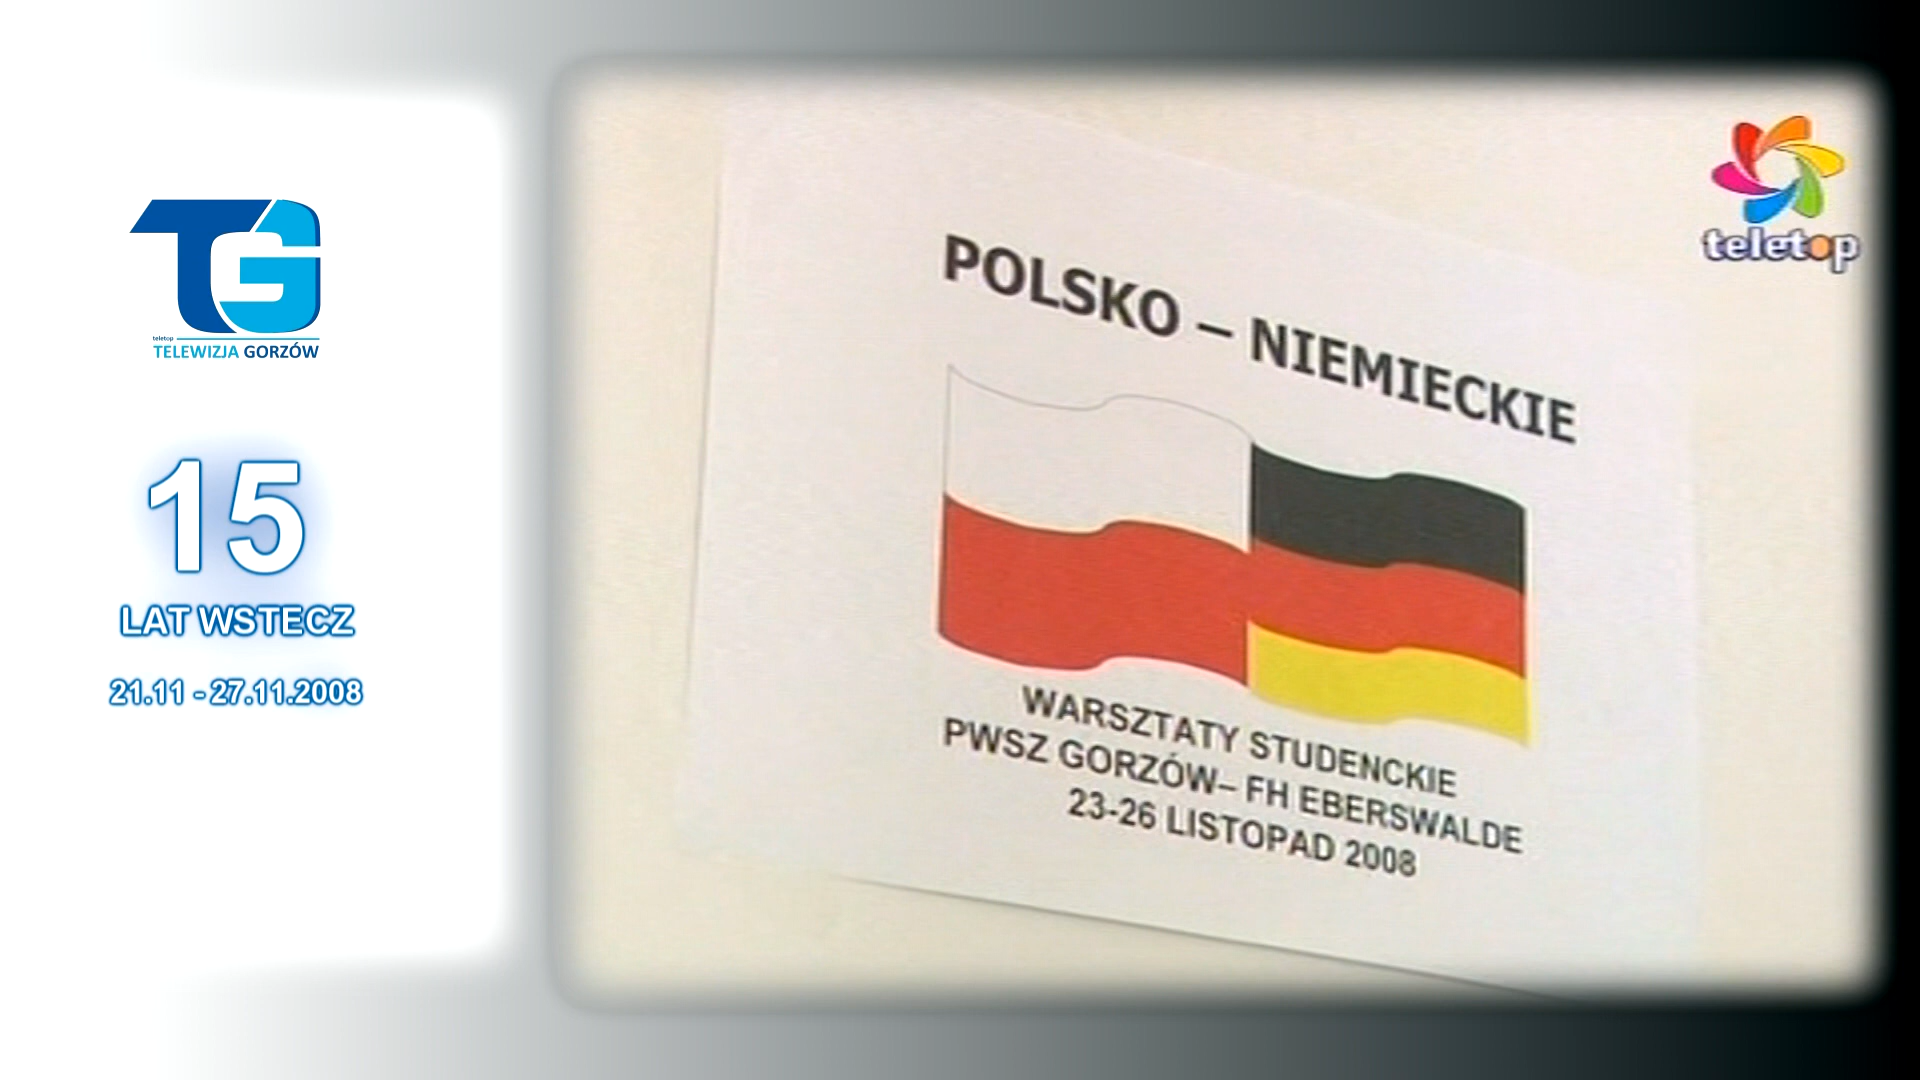 TG
teletop
TELEWIZJA GORZÓW
15
LAT WSTECZ
21.11 - 27.11.2008
teletop
POLSKO – NIEMIECKIE
WARSZTATY STUDENCKIE
PWSZ GORZÓW– FH EBERSWALDE
23-26 LISTOPAD 2008